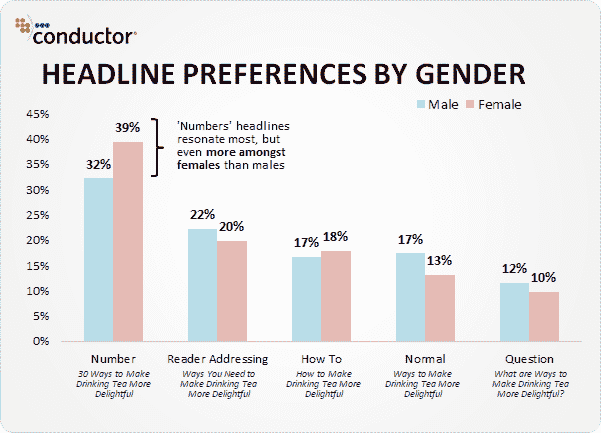 conductor
HEADLINE PREFERENCES BY GENDER
Male Female
45%
40%
35%
30%
25%
20%
15%
10%
5%
0%
39%
32%
'Numbers' headlines
resonate most, but
even more amongst
females than males
22%
20%
17%
18%
17%
13%
12%
10%
Number
30 Ways to Make
Drinking Tea More
Delightful
Reader Addressing
Ways You Need to
Make Drinking Tea
More Delightful
How To
How to Make
Drinking Tea More
Delightful
Normal
Ways to Make
Drinking Tea More
Delightful
Question
What are Ways to
Make Drinking Tea
More Delightful?